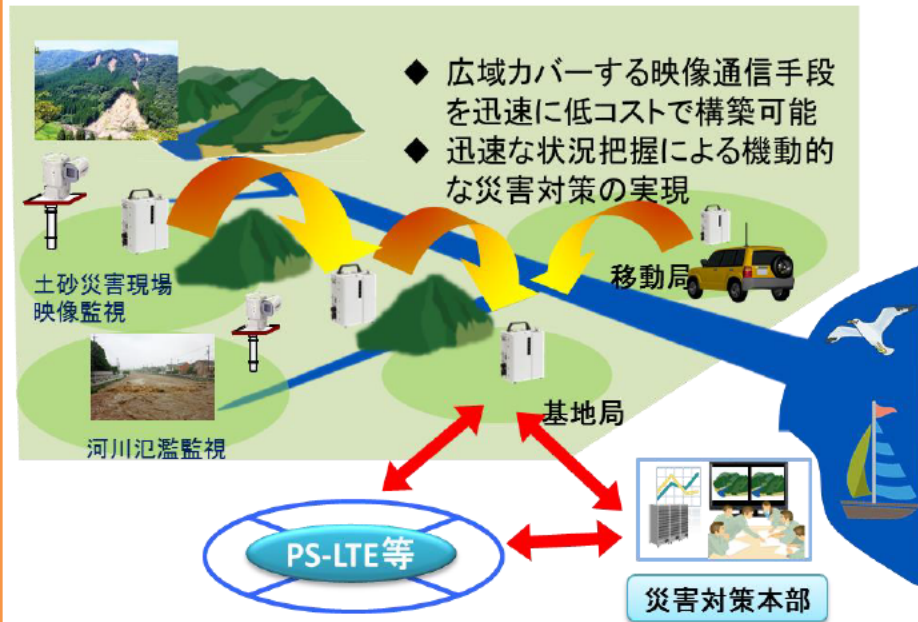 ◆ 広域カバーする映像通信手段
を迅速に低コストで構築可能
◆ 迅速な状況把握による機動的
な災害対策の実現
移動局
土砂災害現場
映像監視
河川氾濫監視
基地局
PS-LTE等
災害対策本部